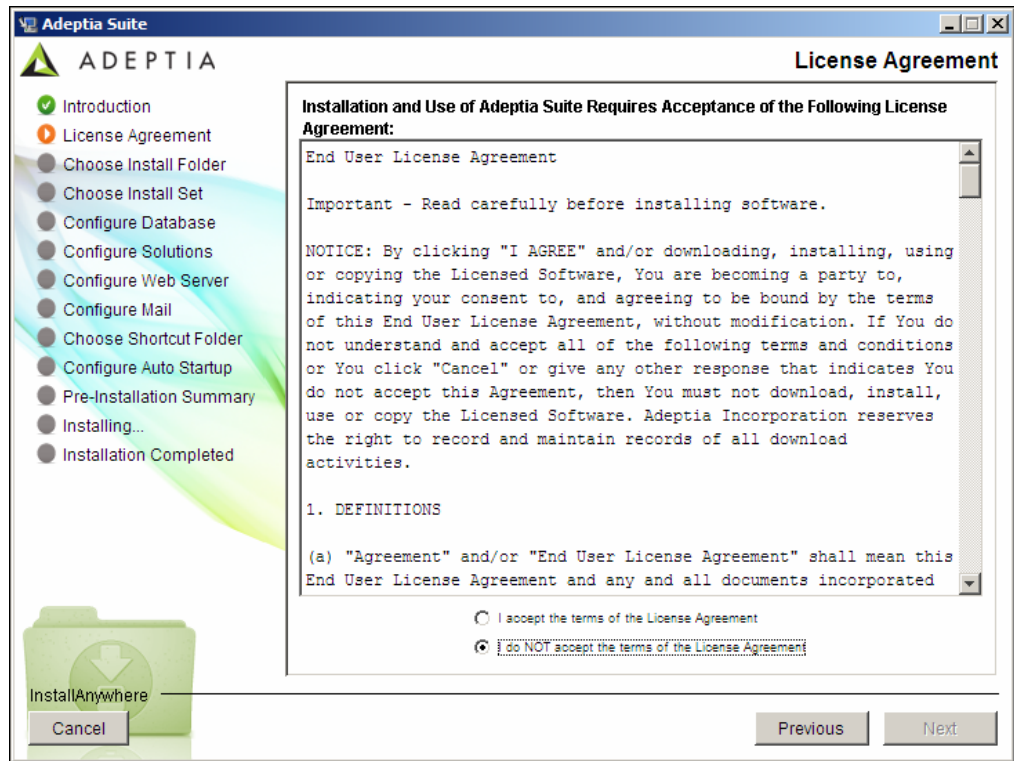 Adeptia Suite
ADEPTIA
License Agreement
Introduction
License Agreement
Choose Install Folder
Choose Install Set
Configure Database
Configure Solutions
Configure Web Server
Configure Mail
Choose Shortcut Folder
Configure Auto Startup
Pre-Installation Summary
Installing...
Installation Completed
Installation and Use of Adeptia Suite Requires Acceptance of the Following License
Agreement:
End User License Agreement
Important - Read carefully before installing software.
NOTICE: By clicking "I AGREE" and/or downloading, installing, using
or copying the Licensed Software, You are becoming a party to,
indicating your consent to, and agreeing to be bound by the terms
of this End User License Agreement, without modification. If You do
not understand and accept all of the following terms and conditions
or You click "Cancel" or give any other response that indicates You
do not accept this Agreement, then You must not download, install,
use or copy the Licensed Software. Adeptia Incorporation reserves
the right to record and maintain records of all download
activities.
1. DEFINITIONS
(a) "Agreement" and/or "End User License Agreement" shall mean this
End User License Agreement and any and all documents incorporated
I accept the terms of the License Agreement
I do NOT accept the terms of the License Agreement
InstallAnywhere
Cancel
Previous
Next